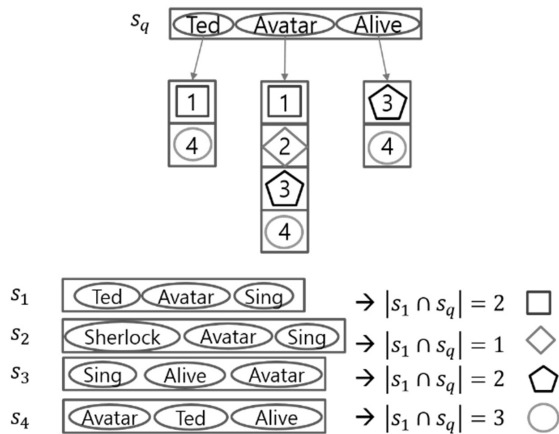 s_q Ted Avatar Alive
1 1 3
4 2 4
3
4
s_1 Ted Avatar Sing → |s_1 ∩ s_q| = 2
s_2 Sherlock Avatar Sing → |s_1 ∩ s_q| = 1
s_3 Sing Alive Avatar → |s_1 ∩ s_q| = 2
s_4 Avatar Ted Alive → |s_1 ∩ s_q| = 3